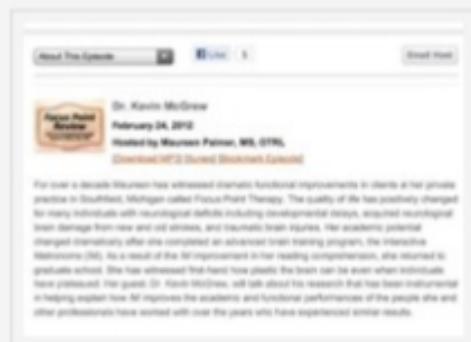 About This Episode Like 1 Email Host
Dr. Kevin McGrew
Focus Point
Review
February 24, 2012
Hosted by Maureen Palmer, MS, OTRL
[Download MP3] [itunes] [Bookmark Episode]
For over a decade Maureen has witnessed dramatic functional improvements in clients at her private
practice in Southfield, Michigan called Focus Point Therapy. The quality of life has positively changed
for many individuals with neurological deficits including developmental delays, acquired neurological
brain damage from new and old strokes, and traumatic brain injuries. Her academic potential
changed dramatically after she completed an advanced brain training program, the Interactive
Metronome (IM). As a result of the IM improvement in her reading comprehension, she returned to
graduate school. She has witnessed first-hand how plastic the brain can be even when individuals
have plateaued. Her guest, Dr. Kevin McGrew, will talk about his research that has been instrumental
in helping explain how IM improves the academic and functional performances of the people she and
other professionals have worked with over the years who have experienced similar results.